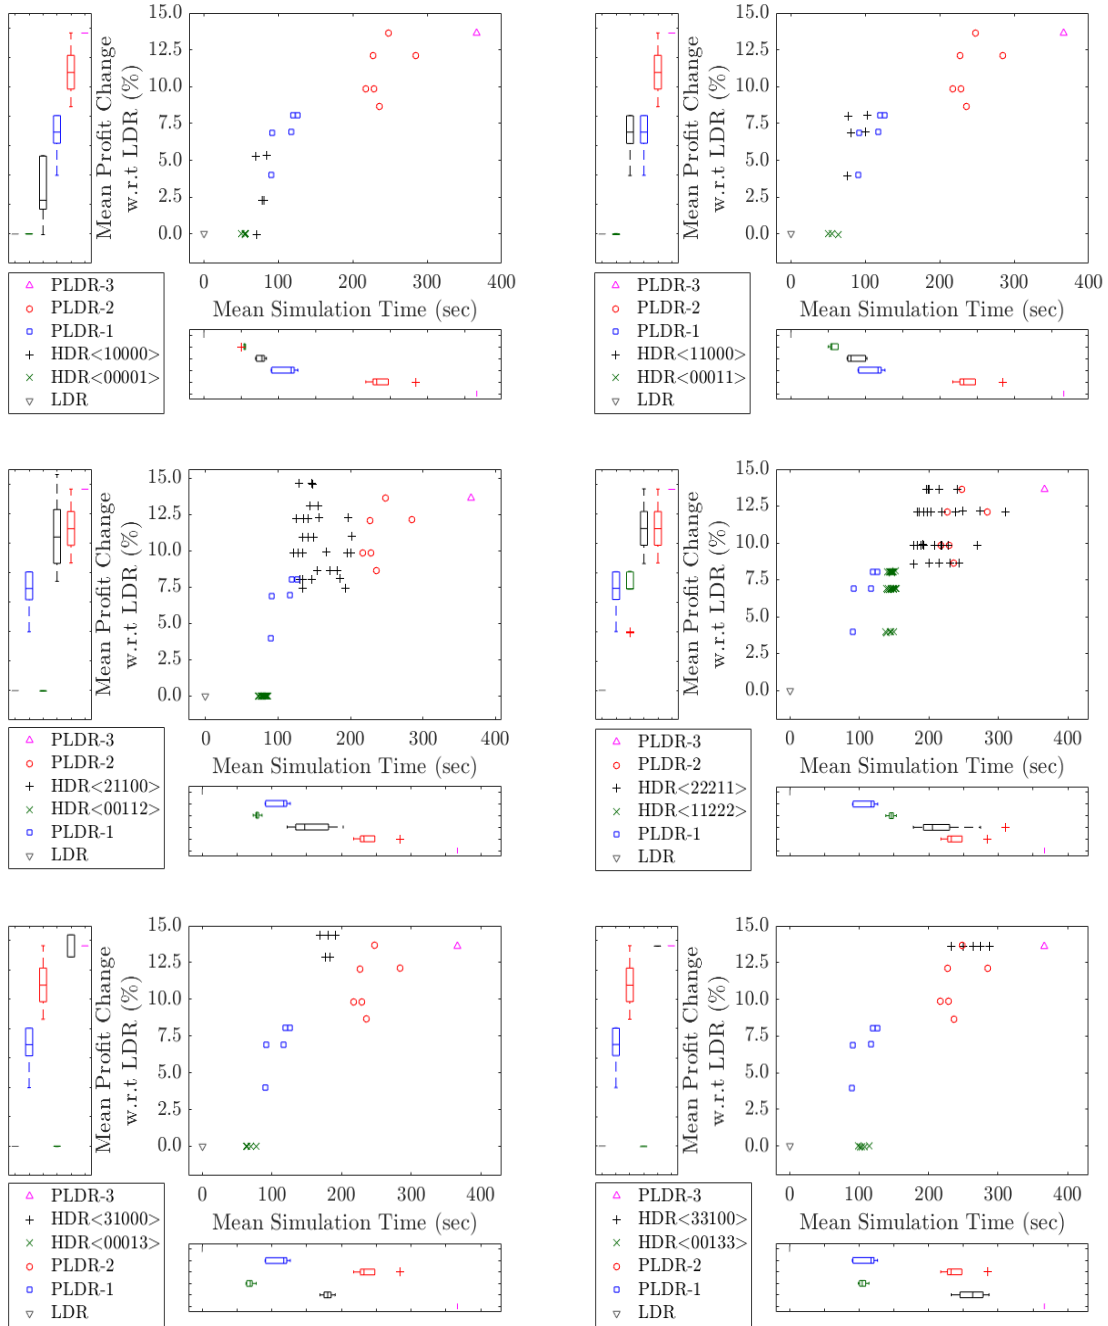 15.0
12.5
10.0
7.5
5.0
2.5
0.0
Mean Profit Change
w.r.t LDR (%)
0 100 200 300 400
Mean Simulation Time (sec)
PLDR-3
PLDR-2
PLDR-1
HDR<10000>
HDR<00001>
LDR
15.0
12.5
10.0
7.5
5.0
2.5
0.0
Mean Profit Change
w.r.t LDR (%)
0 100 200 300 400
Mean Simulation Time (sec)
PLDR-3
PLDR-2
PLDR-1
HDR<11000>
HDR<00011>
LDR
15.0
12.5
10.0
7.5
5.0
2.5
0.0
Mean Profit Change
w.r.t LDR (%)
0 100 200 300 400
Mean Simulation Time (sec)
PLDR-3
PLDR-2
HDR<21100>
HDR<00112>
PLDR-1
LDR
15.0
12.5
10.0
7.5
5.0
2.5
0.0
Mean Profit Change
w.r.t LDR (%)
0 100 200 300 400
Mean Simulation Time (sec)
PLDR-3
PLDR-2
HDR<22211>
HDR<11222>
PLDR-1
LDR
15.0
12.5
10.0
7.5
5.0
2.5
0.0
Mean Profit Change
w.r.t LDR (%)
0 100 200 300 400
Mean Simulation Time (sec)
PLDR-3
HDR<31000>
HDR<00013>
PLDR-2
PLDR-1
LDR
15.0
12.5
10.0
7.5
5.0
2.5
0.0
Mean Profit Change
w.r.t LDR (%)
0 100 200 300 400
Mean Simulation Time (sec)
PLDR-3
HDR<33100>
HDR<00133>
PLDR-2
PLDR-1
LDR